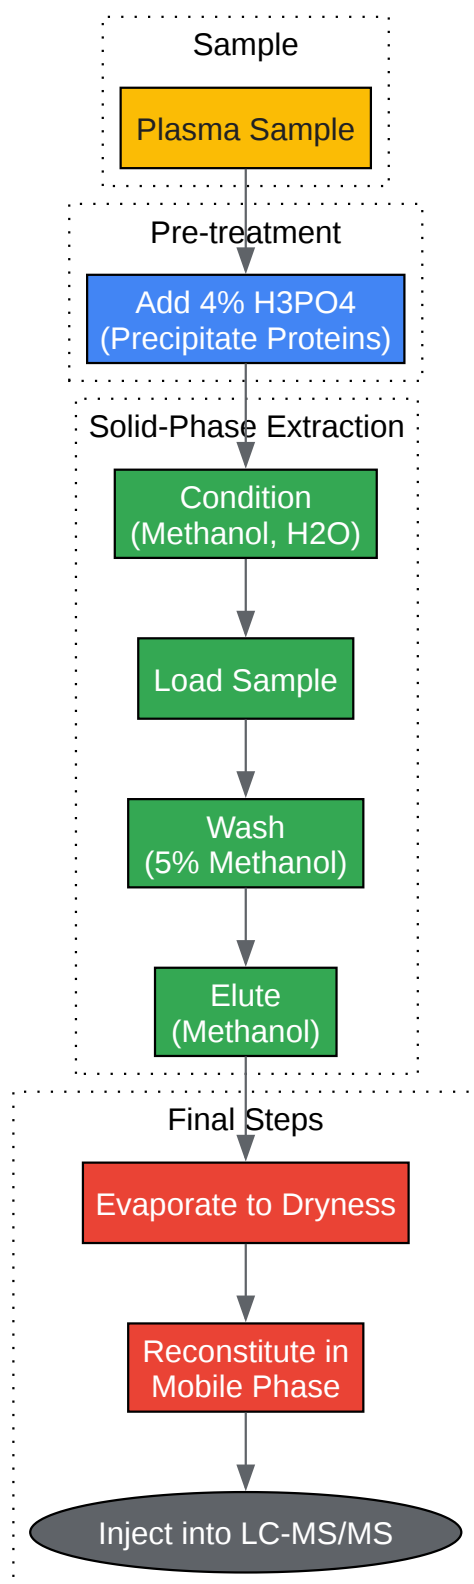 Sample
Plasma Sample
Pre-treatment
Add 4% H3PO4
(Precipitate Proteins)
Solid-Phase Extraction
Condition
(Methanol, H2O)
Load Sample
Wash
(5% Methanol)
Elute
(Methanol)
Final Steps
Evaporate to Dryness
Reconstitute in
Mobile Phase
Inject into LC-MS/MS